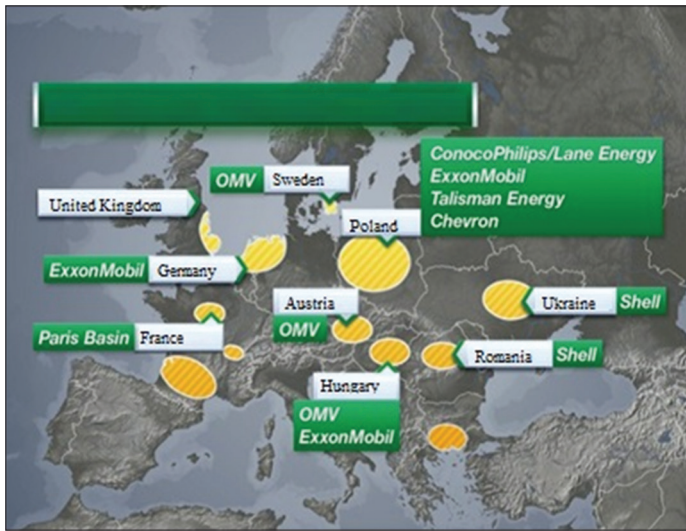 ConocoPhilips/Lane Energy
ExxonMobil
Talisman Energy
Chevron
OMV Sweden
United Kingdom
Poland
ExxonMobil Germany
Austria
OMV
Ukraine Shell
Paris Basin France
Romania Shell
Hungary
OMV
ExxonMobil